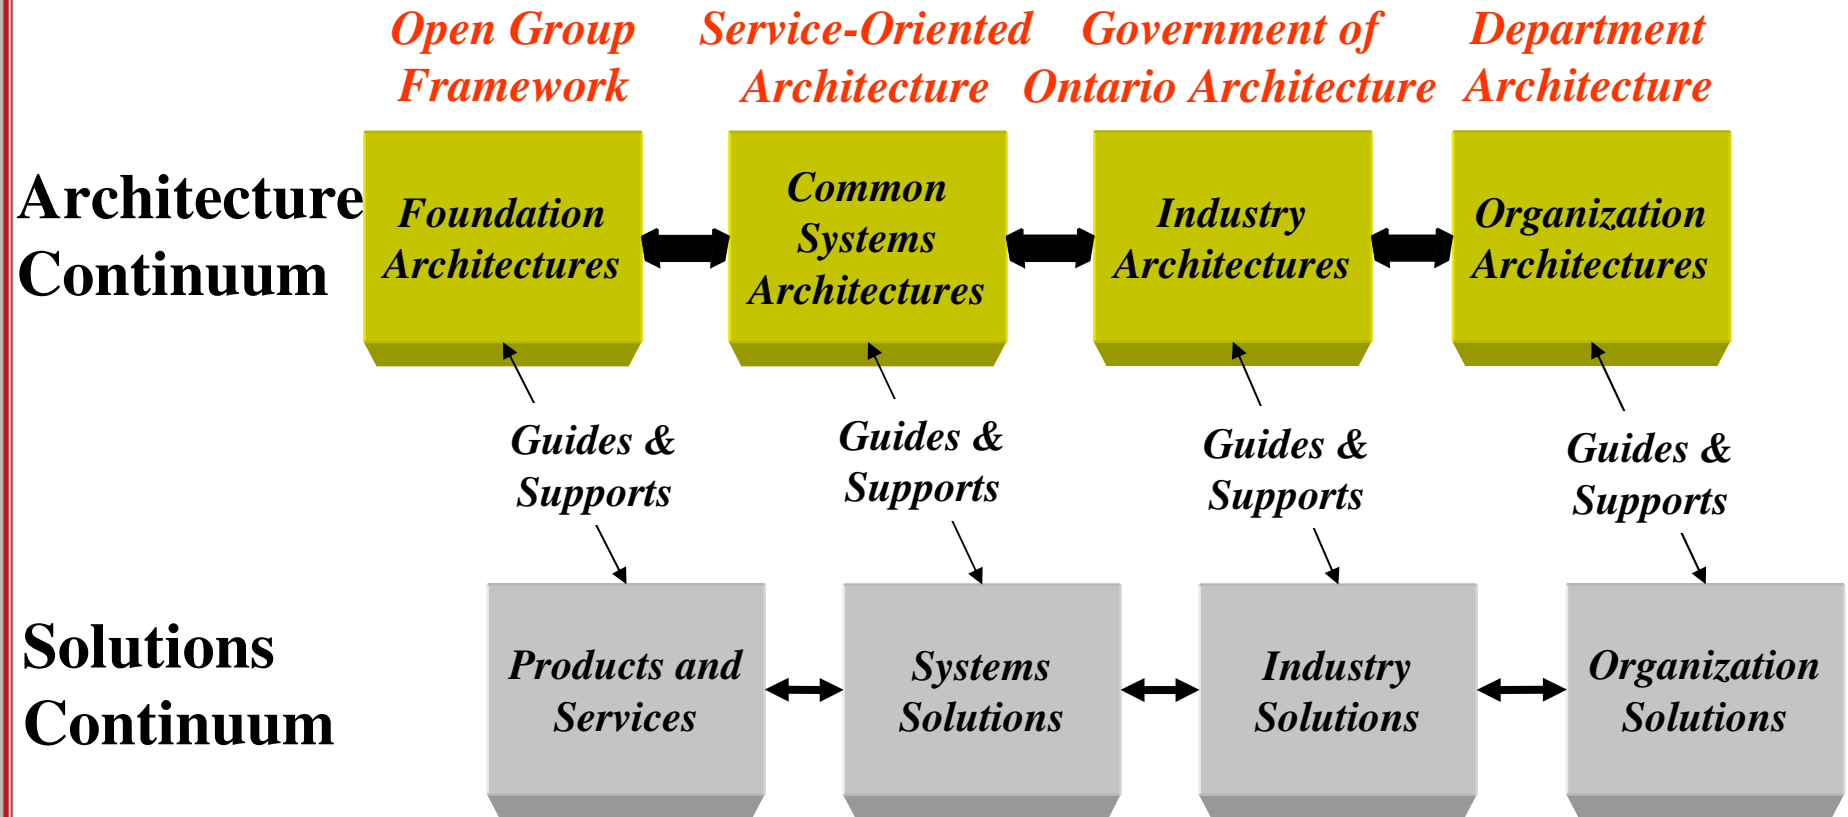 Open Group
Framework
Service-Oriented
Architecture
Government of
Ontario Architecture
Department
Architecture
Architecture
Continuum
Foundation
Architectures
Common
Systems
Architectures
Industry
Architectures
Organization
Architectures
Guides &
Supports
Guides &
Supports
Guides &
Supports
Guides &
Supports
Solutions
Continuum
Products and
Services
Systems
Solutions
Industry
Solutions
Organization
Solutions